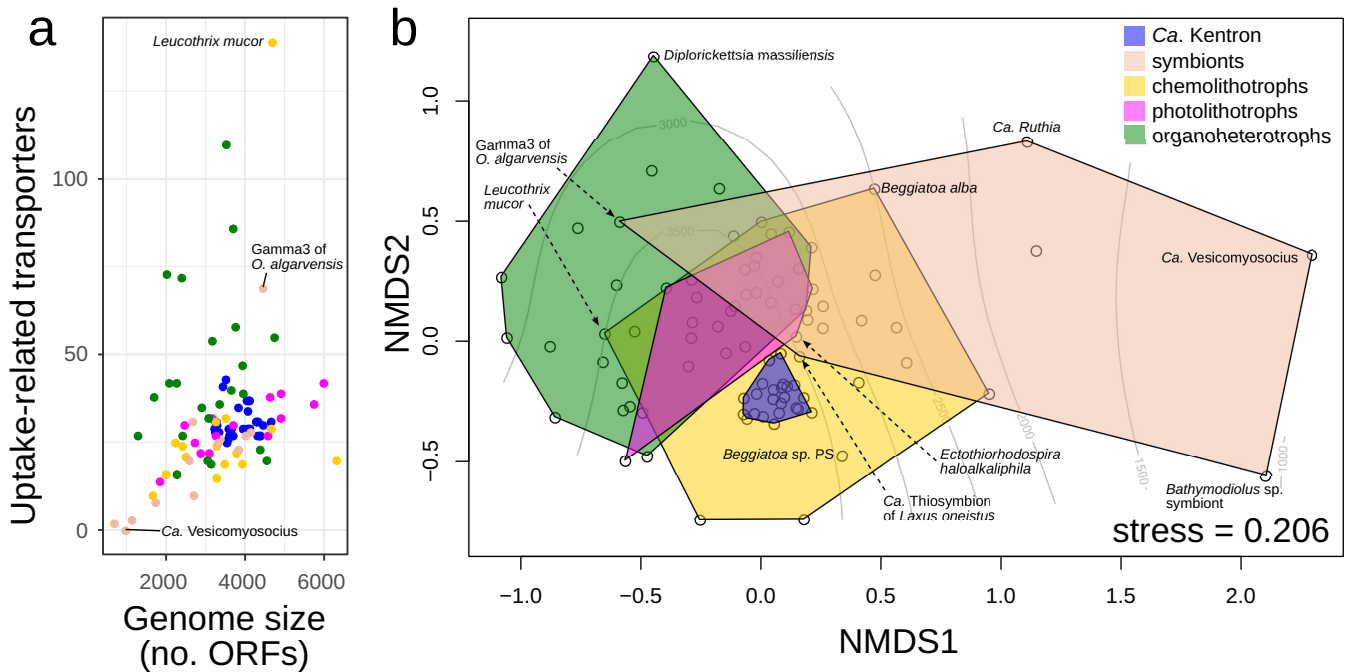 a
Uptake-related transporters
100
50
0
2000
4000
6000
Genome size
(no. ORFs)
Leucothrix mucor
Gamma3 of
O. algarvensis
Ca. Vesicomyosocius
b
NMDS2
1.0
0.5
0.0
−0.5
−1.0
−0.5
0.0
0.5
1.0
1.5
2.0
NMDS1
Ca. Kentron
symbionts
chemolithotrophs
photolithotrophs
organoheterotrophs
Diplorickettsia massiliensis
3000
Gamma3 of
O. algarvensis
Leucothrix
mucor
3500
Ca. Ruthia
Beggiatoa alba
Ca. Vesicomyosocius
Beggiatoa sp. PS
2500
2000
1500
1000
Ectothiorhodospira
haloalkaliphila
Ca. Thiosymbion
of Laxus oneistus
Bathymodiolus sp.
symbiont
stress = 0.206